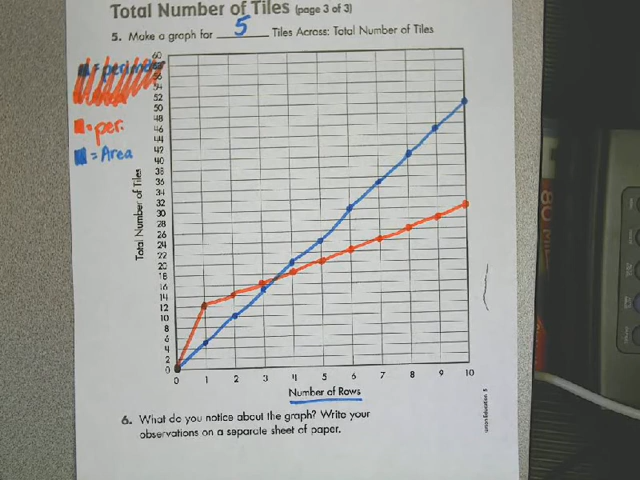 Total Number of Tiles (page 3 of 3)
5. Make a graph for 5 Tiles Across: Total Number of Tiles
= perimeter
= per.
= Area
Total Number of Tiles
60
56
54
52
50
48
46
44
42
40
38
36
34
32
30
28
26
24
22
20
18
16
14
12
10
8
6
4
2
0
0 1 2 3 4 5 6 7 8 9 10
Number of Rows
6. What do you notice about the graph? Write your
observations on a separate sheet of paper.
Education 5
80